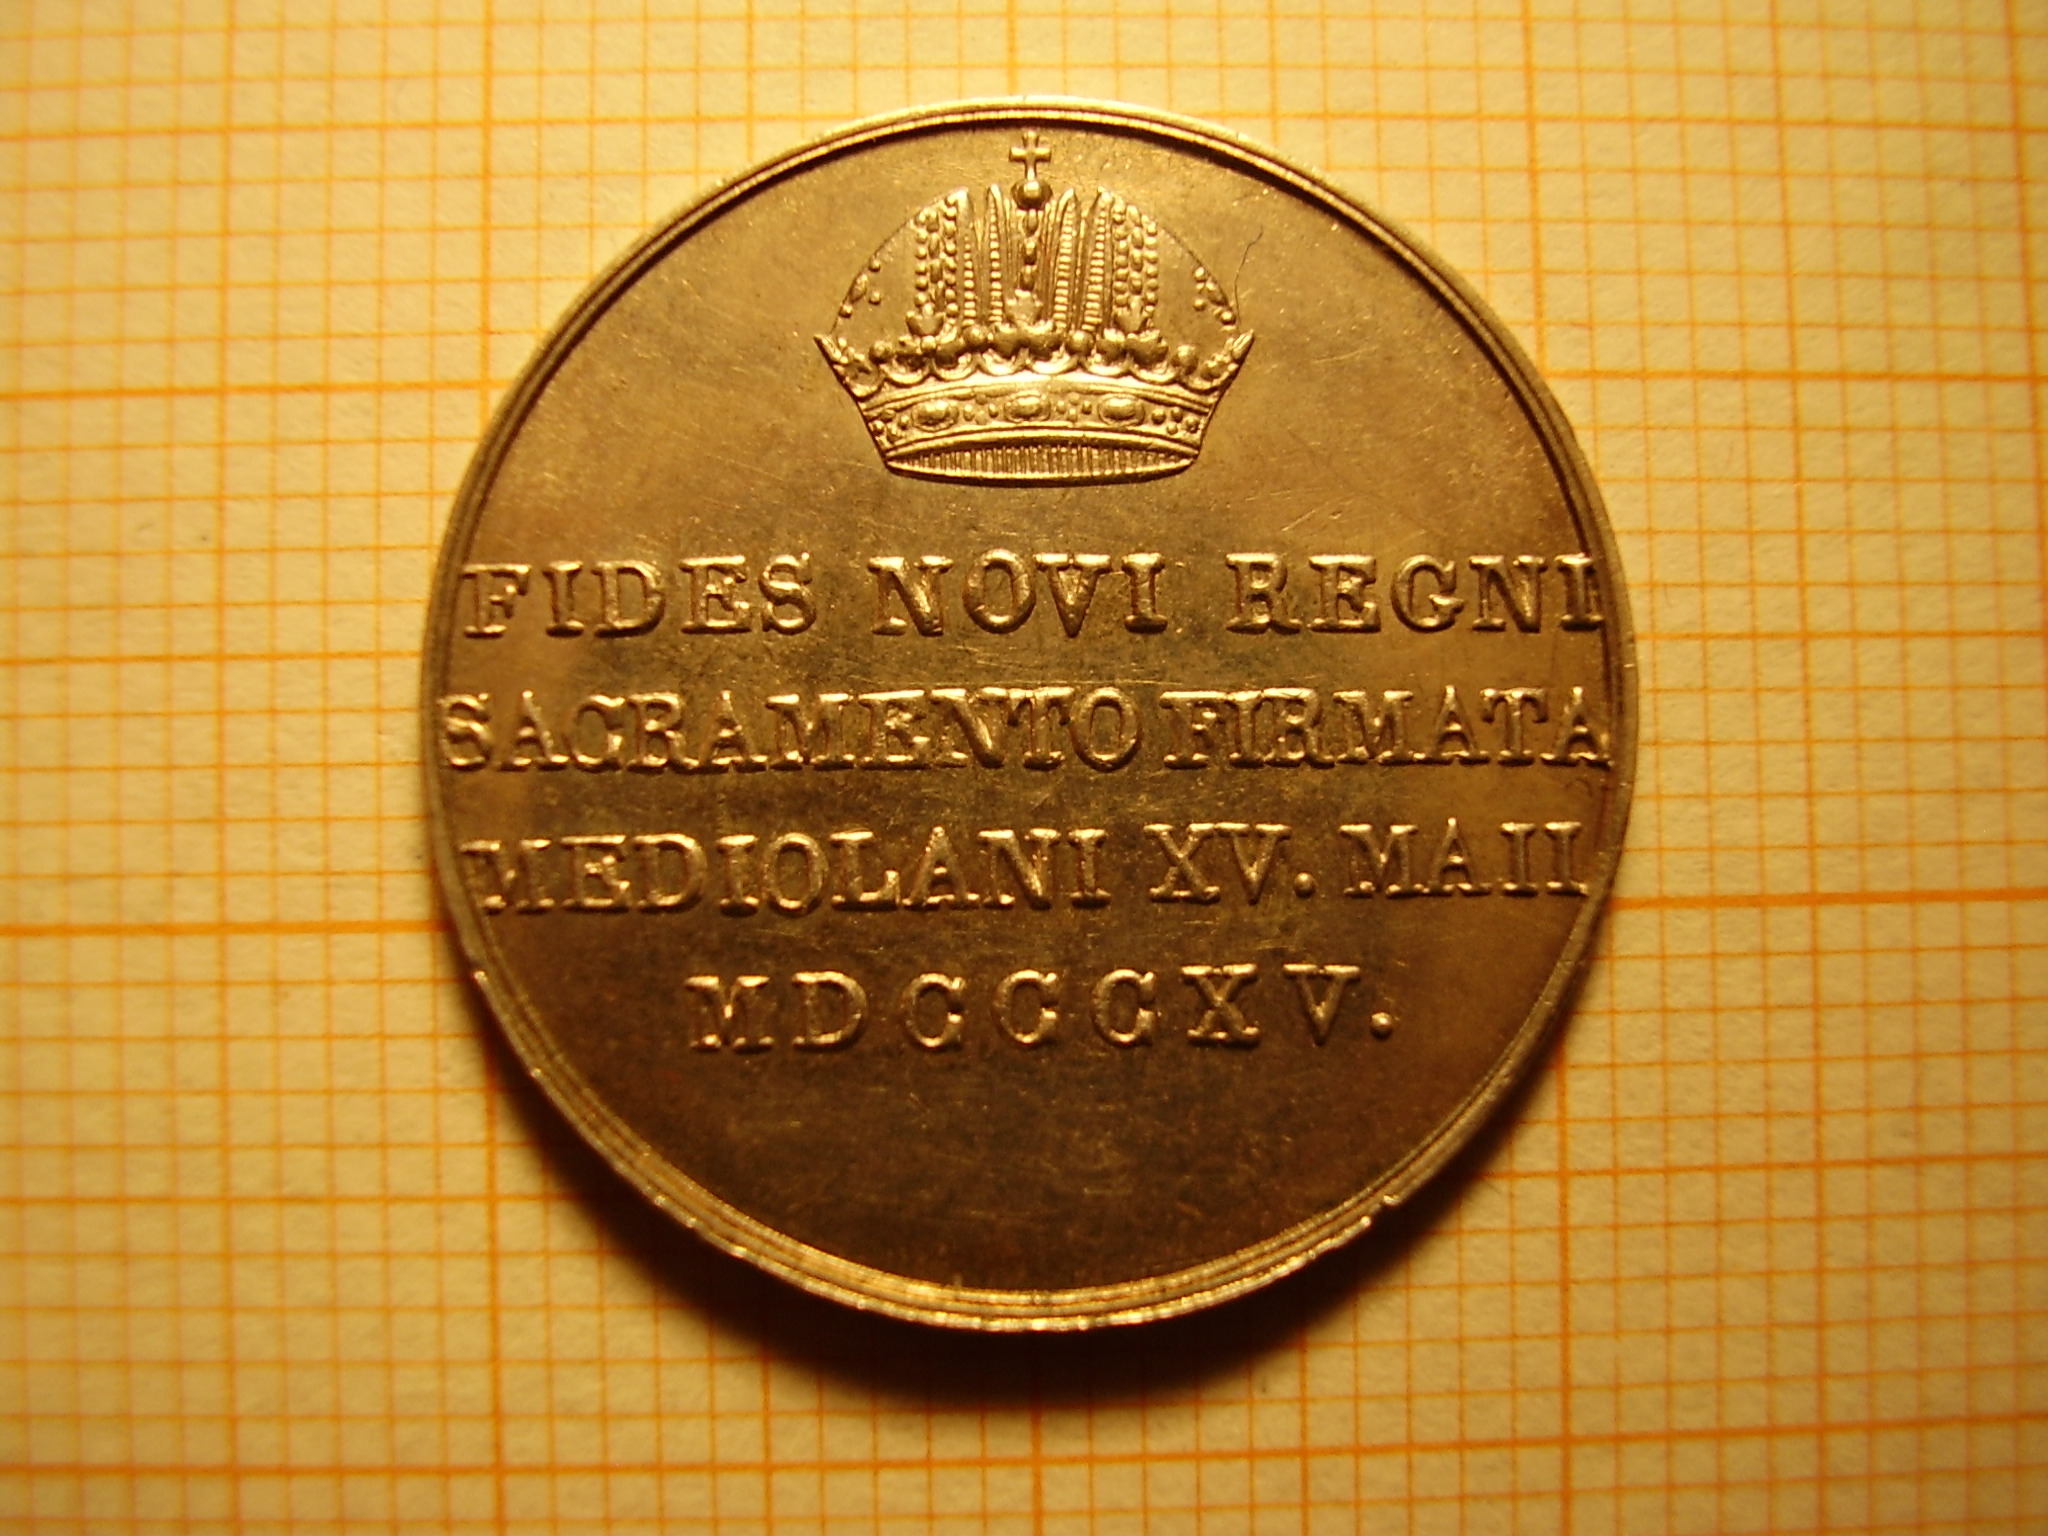 FIDES NOVI REGNI
SACRAMENTO FIRMATA
MEDIOLANI XV. MAII
MDCCCXV.